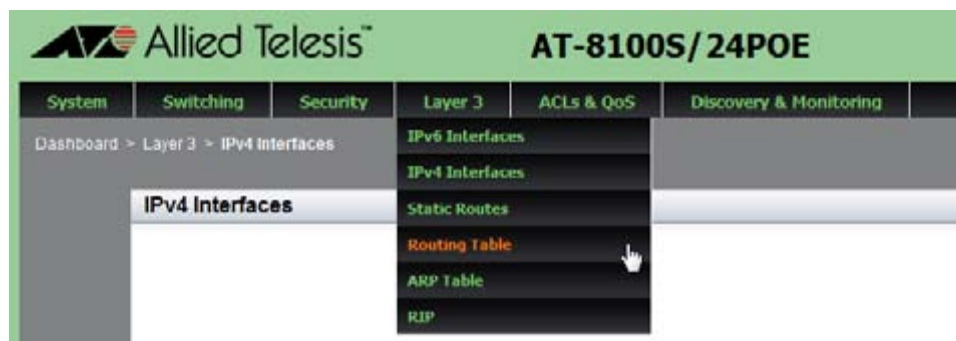 Allied Telesis™ AT-8100S/24POE
System Switching Security Layer 3 ACLs & QoS Discovery & Monitoring
Dashboard > Layer 3 > IPv4 Interfaces
IPv6 Interfaces
IPv4 Interfaces
IPv4 Interfaces
Static Routes
Routing Table
ARP Table
RIP